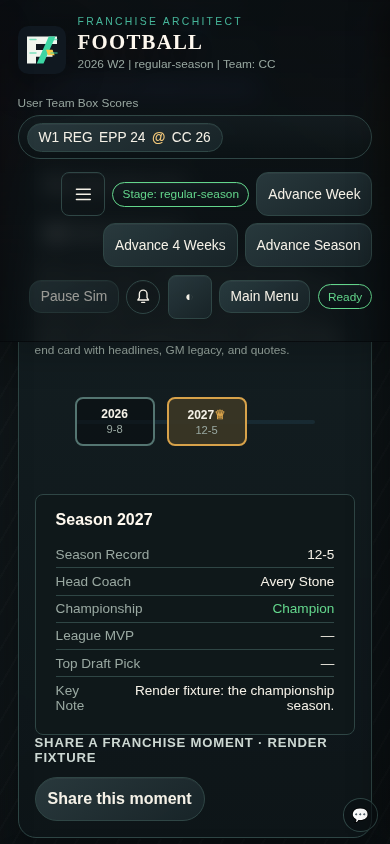 FRANCHISE ARCHITECT
FOOTBALL
2026 W2 | regular-season | Team: CC
User Team Box Scores
W1 REG EPP 24 @ CC 26
Stage: regular-season
Advance Week
Advance 4 Weeks
Advance Season
Pause Sim
Main Menu
Ready
end card with headlines, GM legacy, and quotes.
2026
9-8
2027♕
12-5
Season 2027
Season Record 12-5
Head Coach Avery Stone
Championship Champion
League MVP —
Top Draft Pick —
Key Note Render fixture: the championship season.
SHARE A FRANCHISE MOMENT · RENDER
FIXTURE
Share this moment